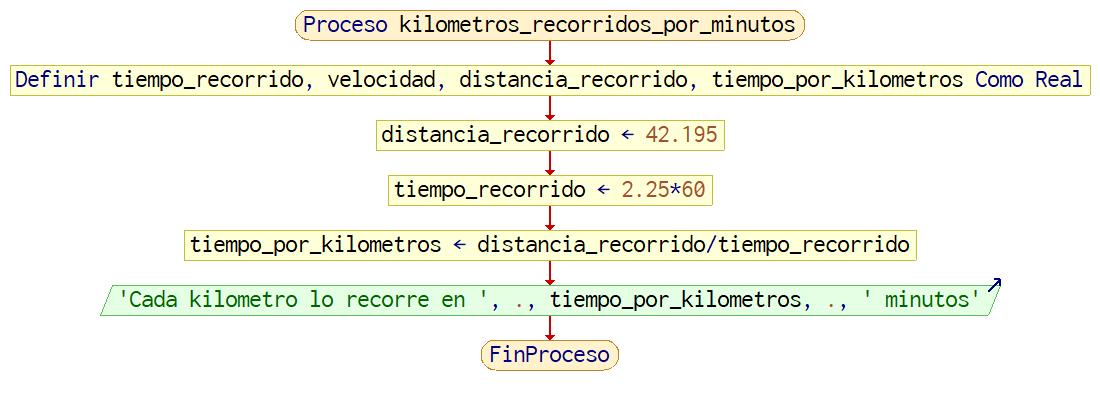 Proceso kilometros_recorridos_por_minutos
Definir tiempo_recorrido, velocidad, distancia_recorrido, tiempo_por_kilometros Como Real
distancia_recorrido ← 42.195
tiempo_recorrido ← 2.25*60
tiempo_por_kilometros ← distancia_recorrido/tiempo_recorrido
'Cada kilometro lo recorre en ', ., tiempo_por_kilometros, ., ' minutos'
FinProceso